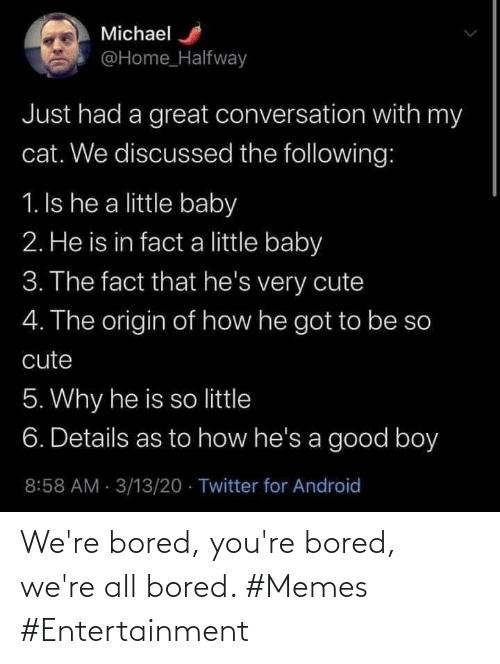 Michael
@Home_Halfway
Just had a great conversation with my
cat. We discussed the following:
1. Is he a little baby
2. He is in fact a little baby
3. The fact that he's very cute
4. The origin of how he got to be so
cute
5. Why he is so little
6. Details as to how he's a good boy
8:58 AM · 3/13/20 · Twitter for Android
We're bored, you're bored,
we're all bored. #Memes
#Entertainment